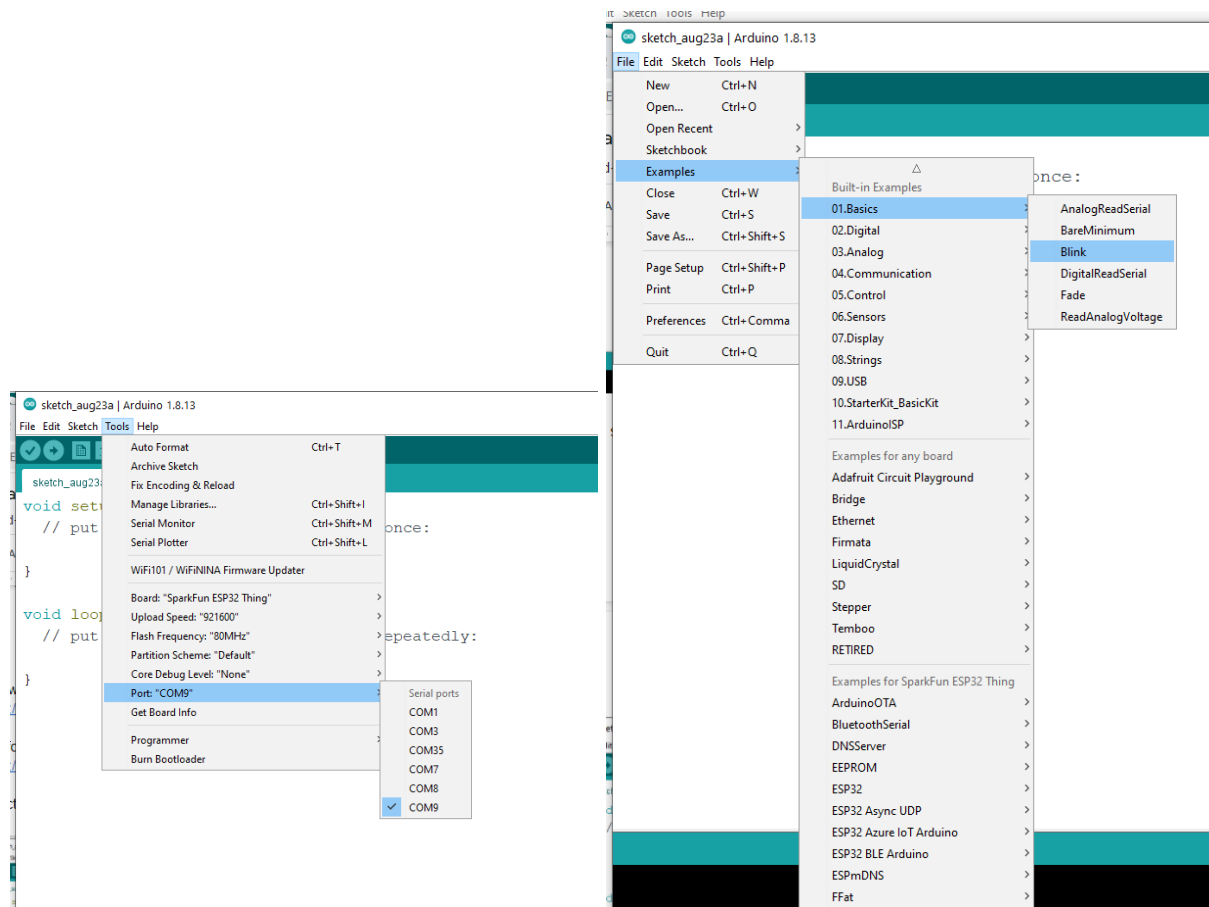 sketch_aug23a | Arduino 1.8.13
File Edit Sketch Tools Help
Auto Format Ctrl+T
Archive Sketch
Fix Encoding & Reload
Manage Libraries... Ctrl+Shift+I
Serial Monitor Ctrl+Shift+M
Serial Plotter Ctrl+Shift+L
WiFi101 / WiFiNINA Firmware Updater
Board: "SparkFun ESP32 Thing"
Upload Speed: "921600"
Flash Frequency: "80MHz"
Partition Scheme: "Default"
Core Debug Level: "None"
Port: "COM9"
Get Board Info
Programmer
Burn Bootloader
Serial ports
COM1
COM3
COM35
COM7
COM8
COM9
sketch_aug23
void setu
// put once:
}
void loop
// put epeatedly:
}
Sketch Tools Help
sketch_aug23a | Arduino 1.8.13
File Edit Sketch Tools Help
New Ctrl+N
Open... Ctrl+O
Open Recent
Sketchbook
Examples
Close Ctrl+W
Save Ctrl+S
Save As... Ctrl+Shift+S
Page Setup Ctrl+Shift+P
Print Ctrl+P
Preferences Ctrl+Comma
Quit Ctrl+Q
once:
Built-in Examples
01.Basics
02.Digital
03.Analog
04.Communication
05.Control
06.Sensors
07.Display
08.Strings
09.USB
10.StarterKit_BasicKit
11.ArduinoISP
Examples for any board
Adafruit Circuit Playground
Bridge
Ethernet
Firmata
LiquidCrystal
SD
Stepper
Temboo
RETIRED
Examples for SparkFun ESP32 Thing
ArduinoOTA
BluetoothSerial
DNSServer
EEPROM
ESP32
ESP32 Async UDP
ESP32 Azure IoT Arduino
ESP32 BLE Arduino
ESPmDNS
FFat
AnalogReadSerial
BareMinimum
Blink
DigitalReadSerial
Fade
ReadAnalogVoltage